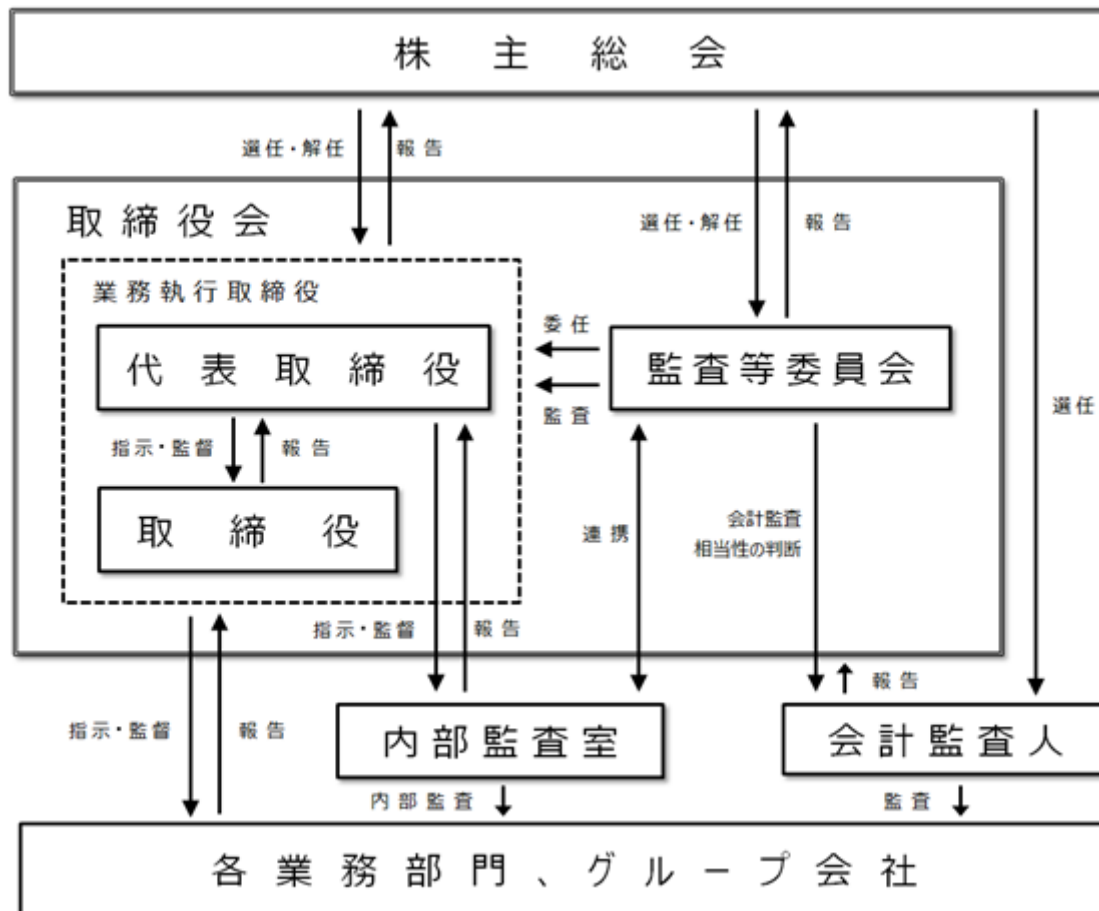 株主総会
選任・解任
報告
取締役会
選任・解任
報告
業務執行取締役
代表取締役
委任
監査
監査等委員会
選任
指示・監督
報告
取締役
連携
会計監査
相当性の判断
指示・監督
報告
報告
指示・監督
報告
内部監査室
会計監査人
内部監査
監査
各業務部門、グループ会社